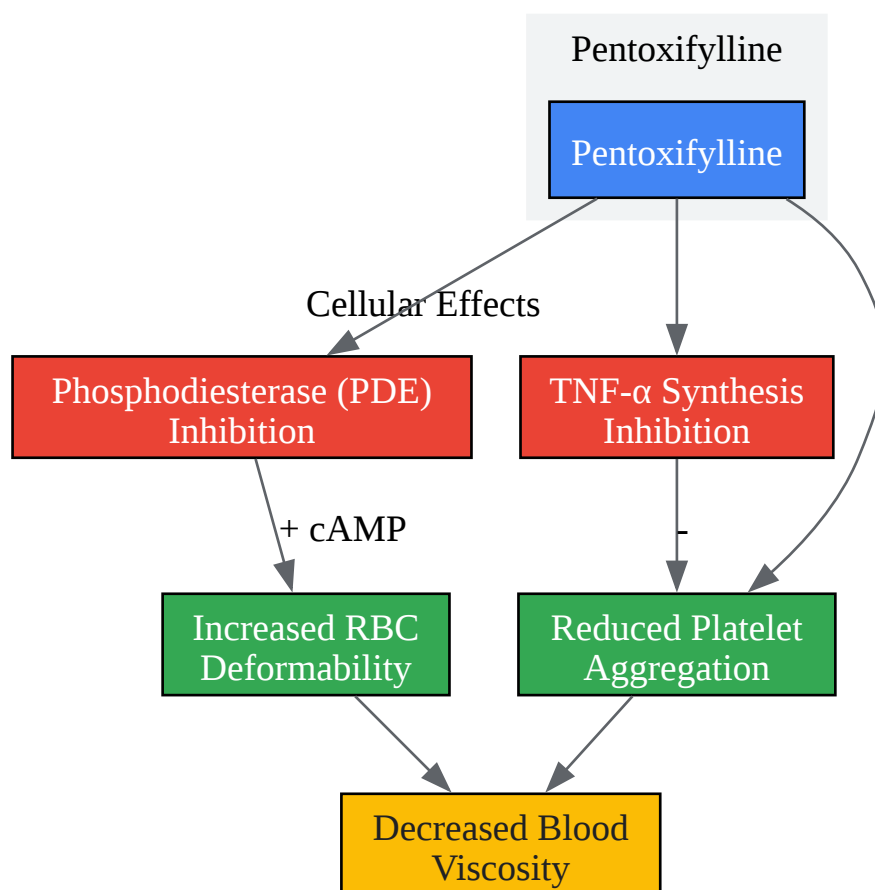 Pentoxifylline
Pentoxifylline
Cellular Effects
Phosphodiesterase (PDE)
Inhibition
TNF-α Synthesis
Inhibition
+ cAMP
-
Increased RBC
Deformability
Reduced Platelet
Aggregation
Decreased Blood
Viscosity